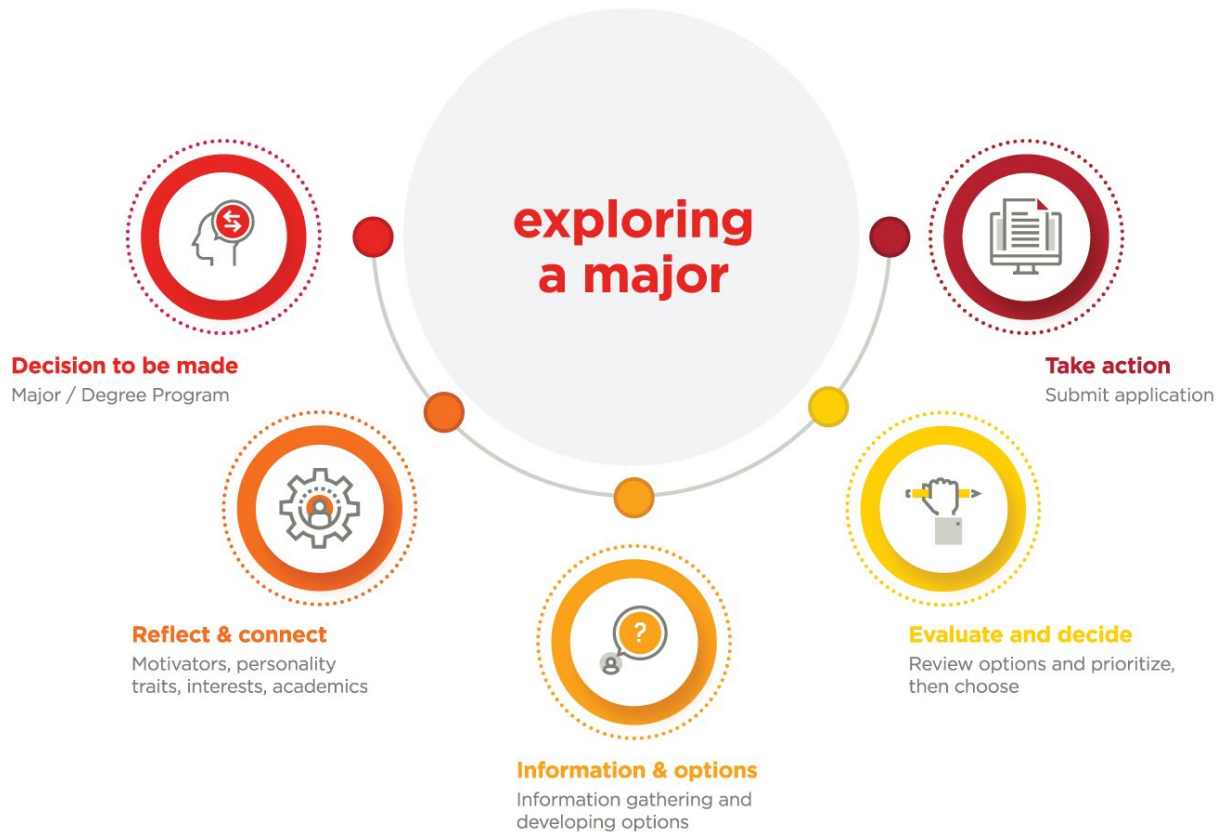 exploring
a major
Decision to be made
Major / Degree Program
Reflect & connect
Motivators, personality
traits, interests, academics
?
Information & options
Information gathering and
developing options
Evaluate and decide
Review options and prioritize,
then choose
Take action
Submit application